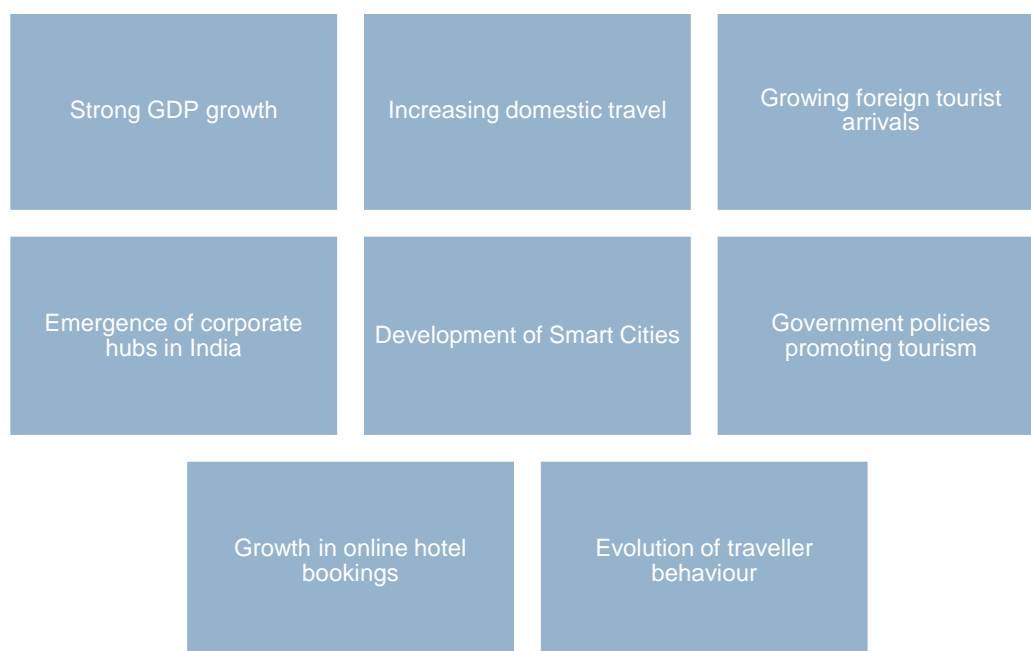 Strong GDP growth
Increasing domestic travel
Growing foreign tourist
arrivals
Emergence of corporate
hubs in India
Development of Smart Cities
Government policies
promoting tourism
Growth in online hotel
bookings
Evolution of traveller
behaviour